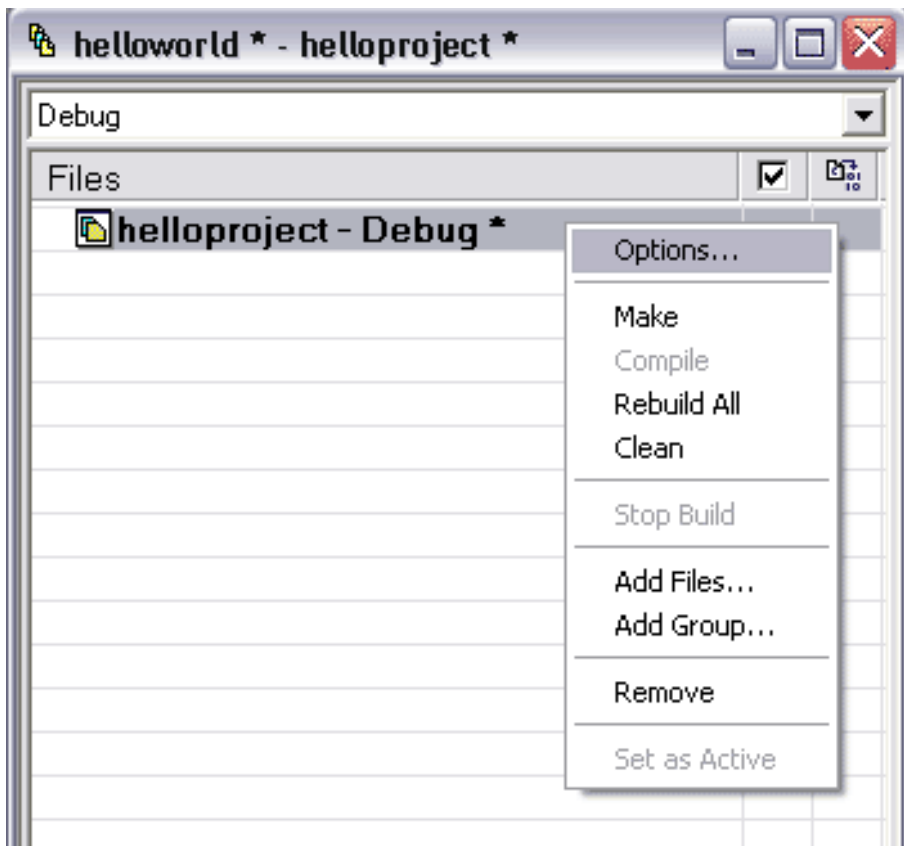 helloworld * - helloproject *
Debug
Files
helloproject - Debug *
Options...
Make
Compile
Rebuild All
Clean
Stop Build
Add Files...
Add Group...
Remove
Set as Active